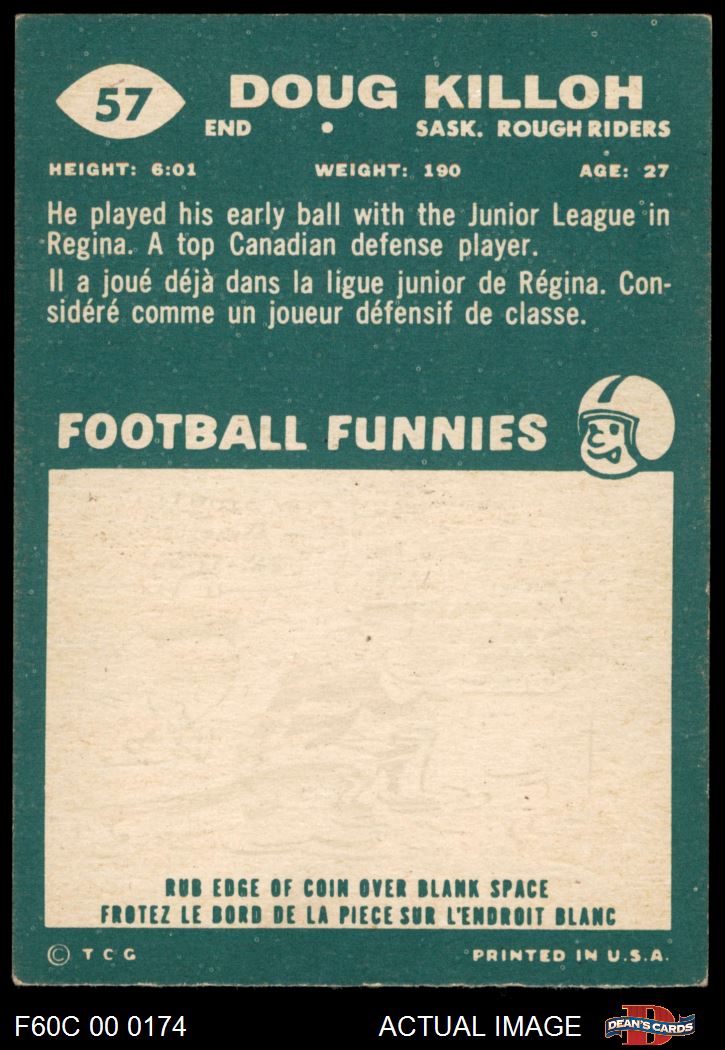 57
DOUG KILLOH
END • SASK. ROUGHRIDERS
HEIGHT: 6:01 WEIGHT: 190 AGE: 27
He played his early ball with the Junior League in
Regina. A top Canadian defense player.
Il a joué déjà dans la ligue junior de Régina. Con-
sidéré comme un joueur défensif de classe.
FOOTBALL FUNNIES
RUB EDGE OF COIN OVER BLANK SPACE
FROTEZ LE BORD DE LA PIECE SUR L'ENDROIT BLANC
© T C G PRINTED IN U.S.A.
F60C 00 0174 ACTUAL IMAGE
DEAN'S CARDS